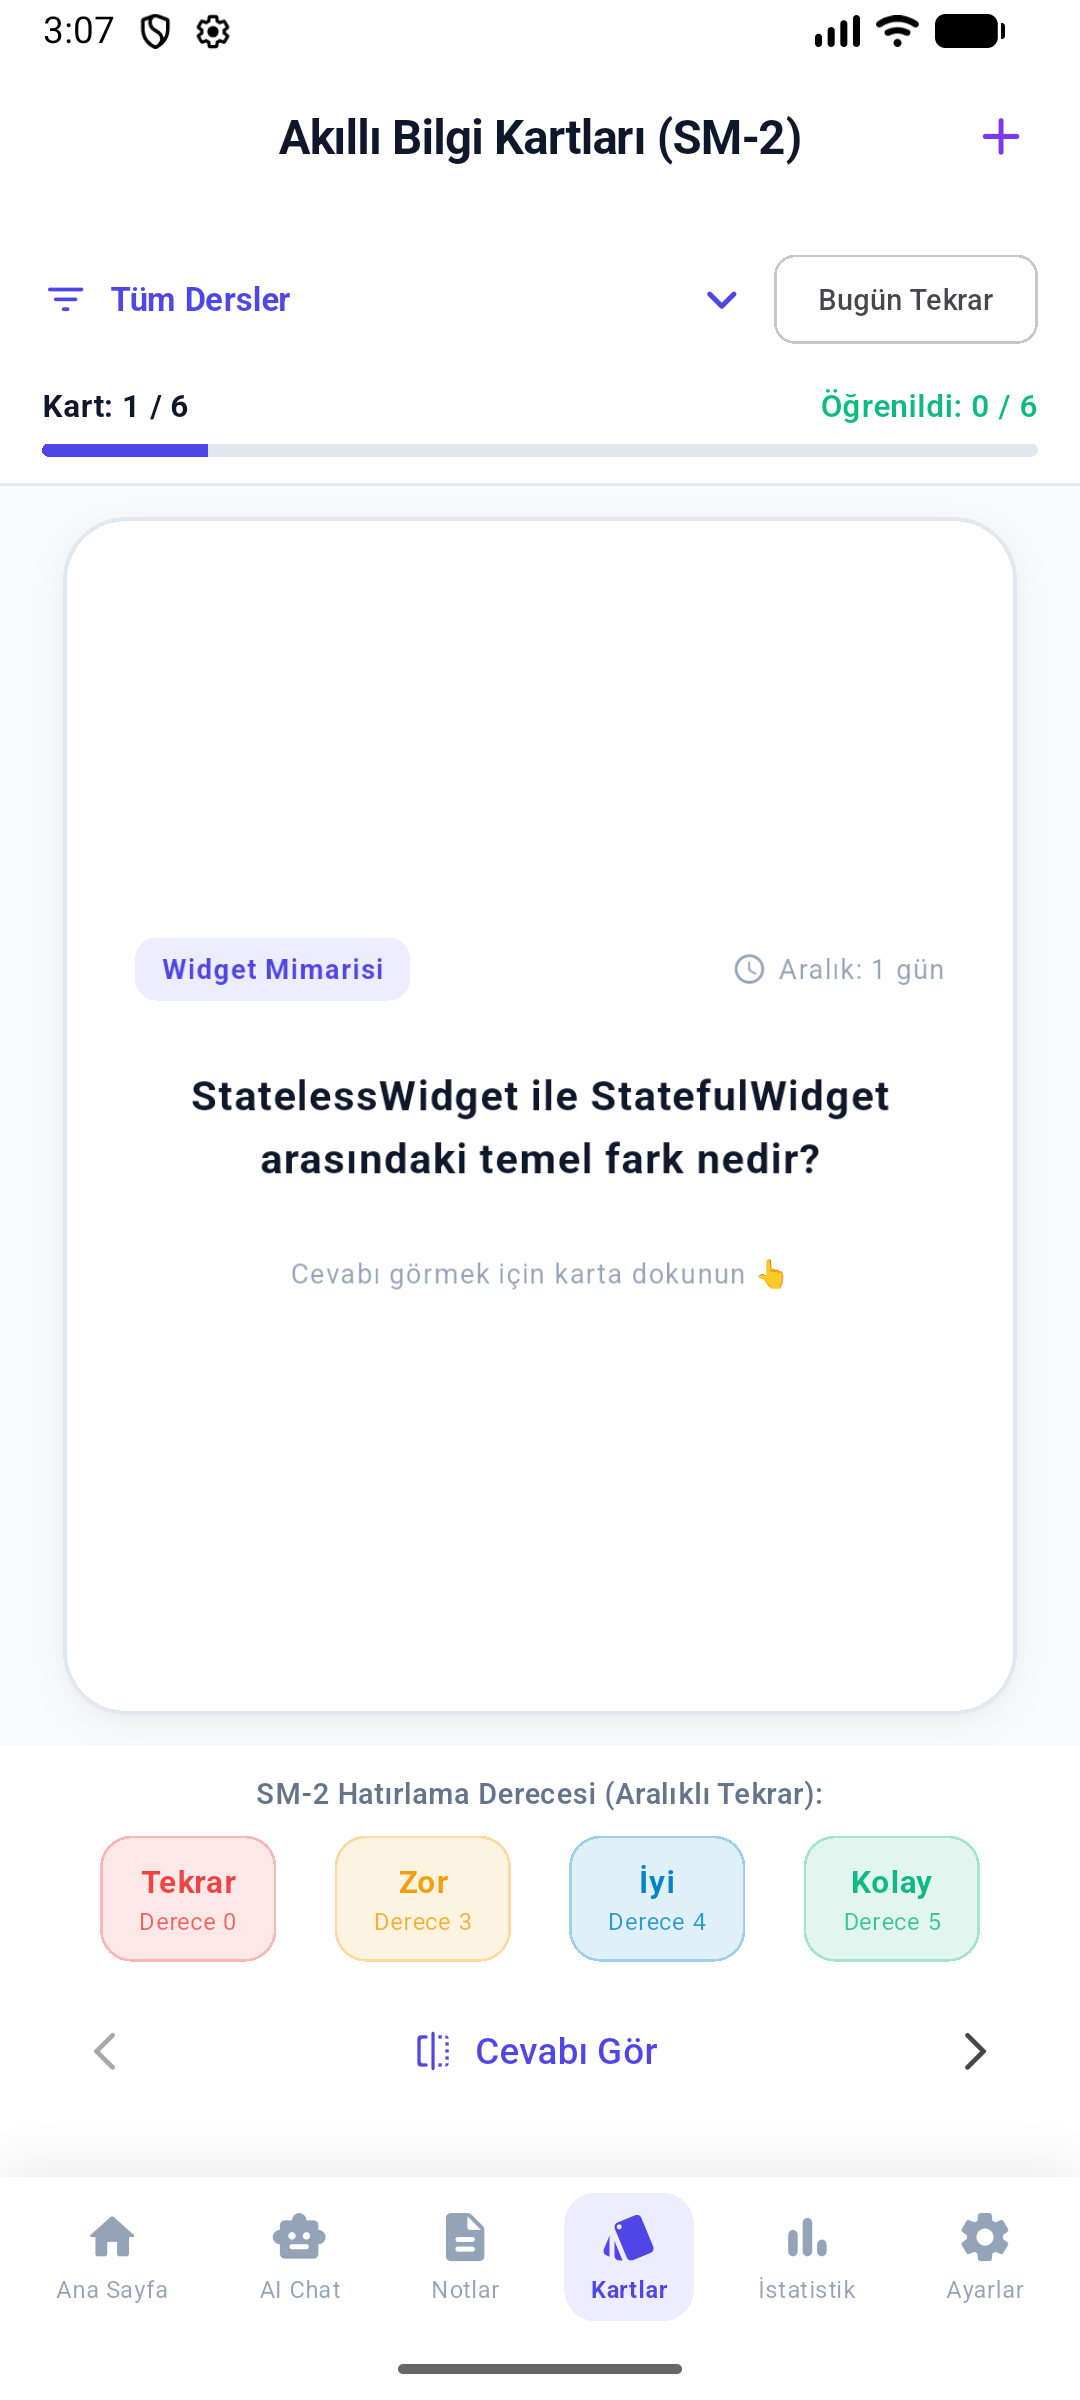 3:07
Akıllı Bilgi Kartları (SM-2)
Tüm Dersler
Bugün Tekrar
Kart: 1 / 6
Öğrenildi: 0 / 6
Widget Mimarisi
Aralık: 1 gün
StatelessWidget ile StatefulWidget
arasındaki temel fark nedir?
Cevabı görmek için karta dokunun 👆
SM-2 Hatırlama Derecesi (Aralıklı Tekrar):
Tekrar
Derece 0
Zor
Derece 3
İyi
Derece 4
Kolay
Derece 5
Cevabı Gör
Ana Sayfa
AI Chat
Notlar
Kartlar
İstatistik
Ayarlar